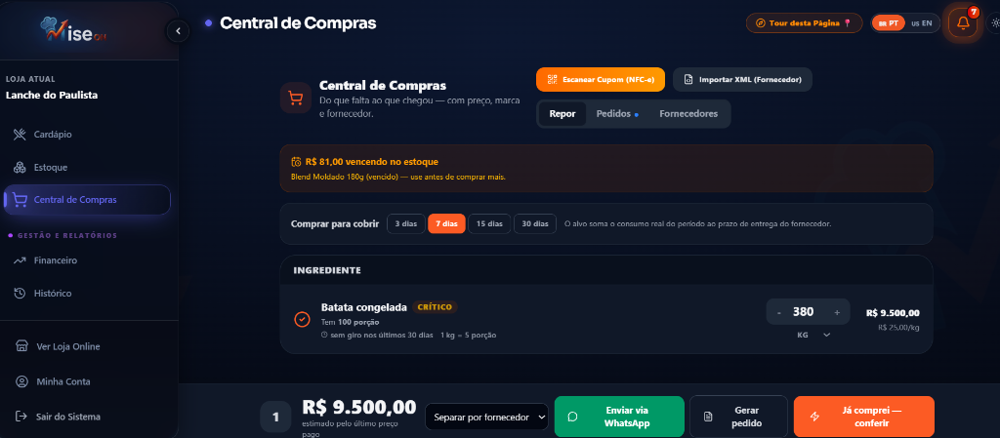 Mise on
Central de Compras
Tour desta Página
BR PT
us EN
7
LOJA ATUAL
Lanche do Paulista
Cardápio
Estoque
Central de Compras
GESTÃO E RELATÓRIOS
Financeiro
Histórico
Ver Loja Online
Minha Conta
Sair do Sistema
Central de Compras
Do que falta ao que chegou — com preço, marca
e fornecedor.
Escanear Cupom (NFC-e)
Importar XML (Fornecedor)
Repor
Pedidos
Fornecedores
R$ 81,00 vencendo no estoque
Blend Moldado 180g (vencido) — use antes de comprar mais.
Comprar para cobrir
3 dias
7 dias
15 dias
30 dias
O alvo soma o consumo real do período ao prazo de entrega do fornecedor.
INGREDIENTE
Batata congelada CRÍTICO
Tem 100 porção
sem giro nos últimos 30 dias 1 kg = 5 porção
- 380 +
KG
R$ 9.500,00
R$ 25,00/kg
1
R$ 9.500,00
estimado pelo último preço
pago
Separar por fornecedor
Enviar via
WhatsApp
Gerar
pedido
Já comprei —
conferir